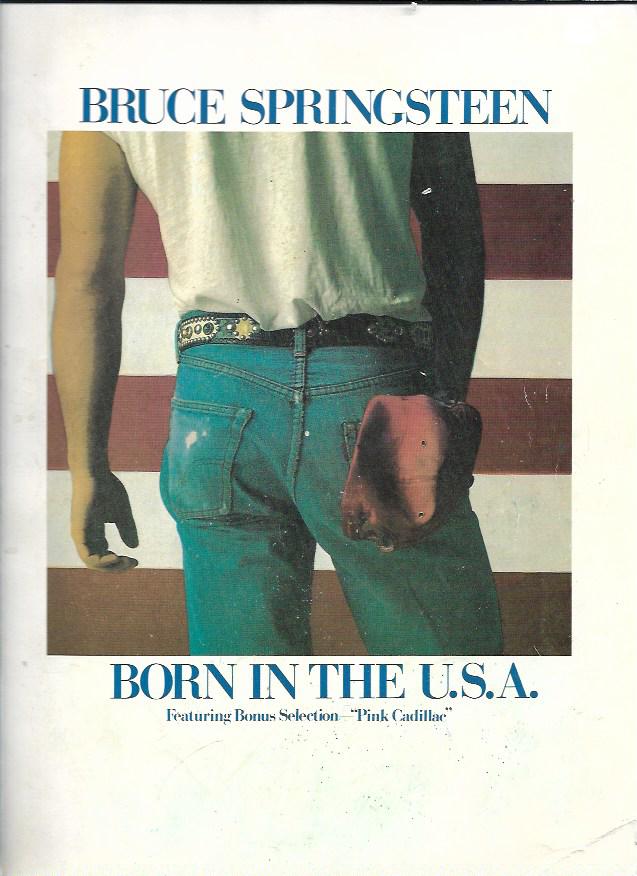 BRUCE SPRINGSTEEN
BORN IN THE U.S.A.
Featuring Bonus Selection—"Pink Cadillac"